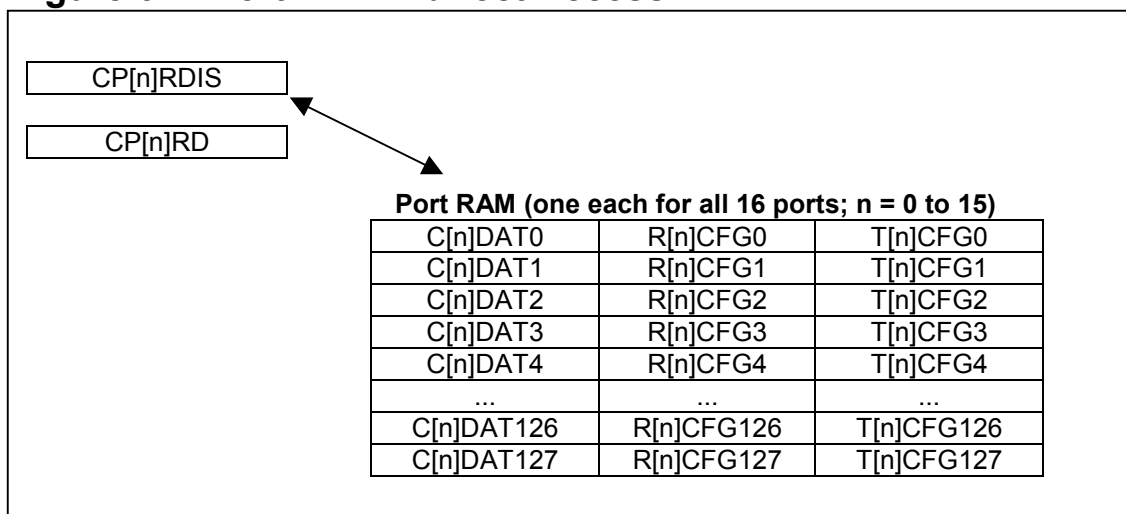 CP[n]RDIS
CP[n]RD
Port RAM (one each for all 16 ports; n = 0 to 15)
C[n]DAT0 R[n]CFG0 T[n]CFG0
C[n]DAT1 R[n]CFG1 T[n]CFG1
C[n]DAT2 R[n]CFG2 T[n]CFG2
C[n]DAT3 R[n]CFG3 T[n]CFG3
C[n]DAT4 R[n]CFG4 T[n]CFG4
... ... ...
C[n]DAT126 R[n]CFG126 T[n]CFG126
C[n]DAT127 R[n]CFG127 T[n]CFG127